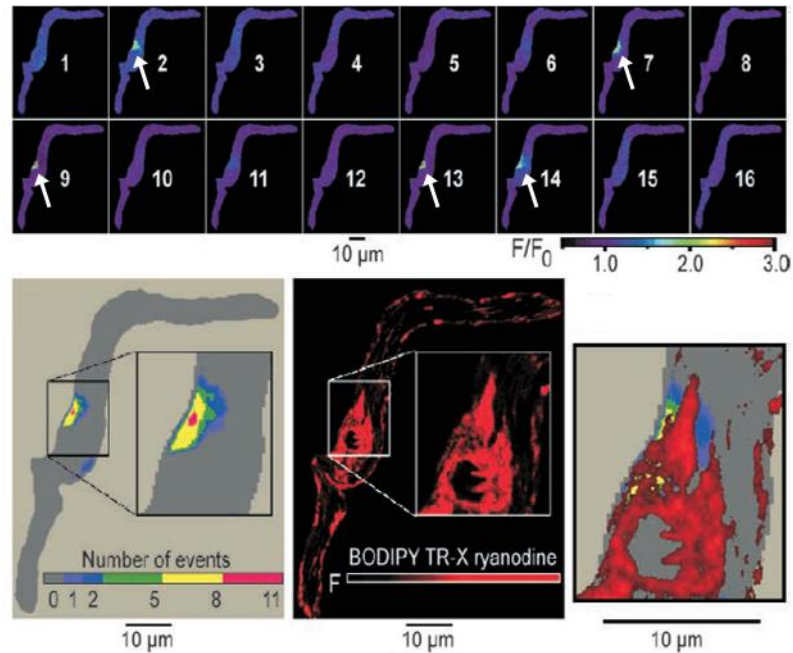 1 2 3 4 5 6 7 8
9 10 11 12 13 14 15 16
10 µm
F/F0
1.0 2.0 3.0
Number of events
0 1 2 5 8 11
10 µm
BODIPY TR-X ryanodine
F
10 µm
10 µm